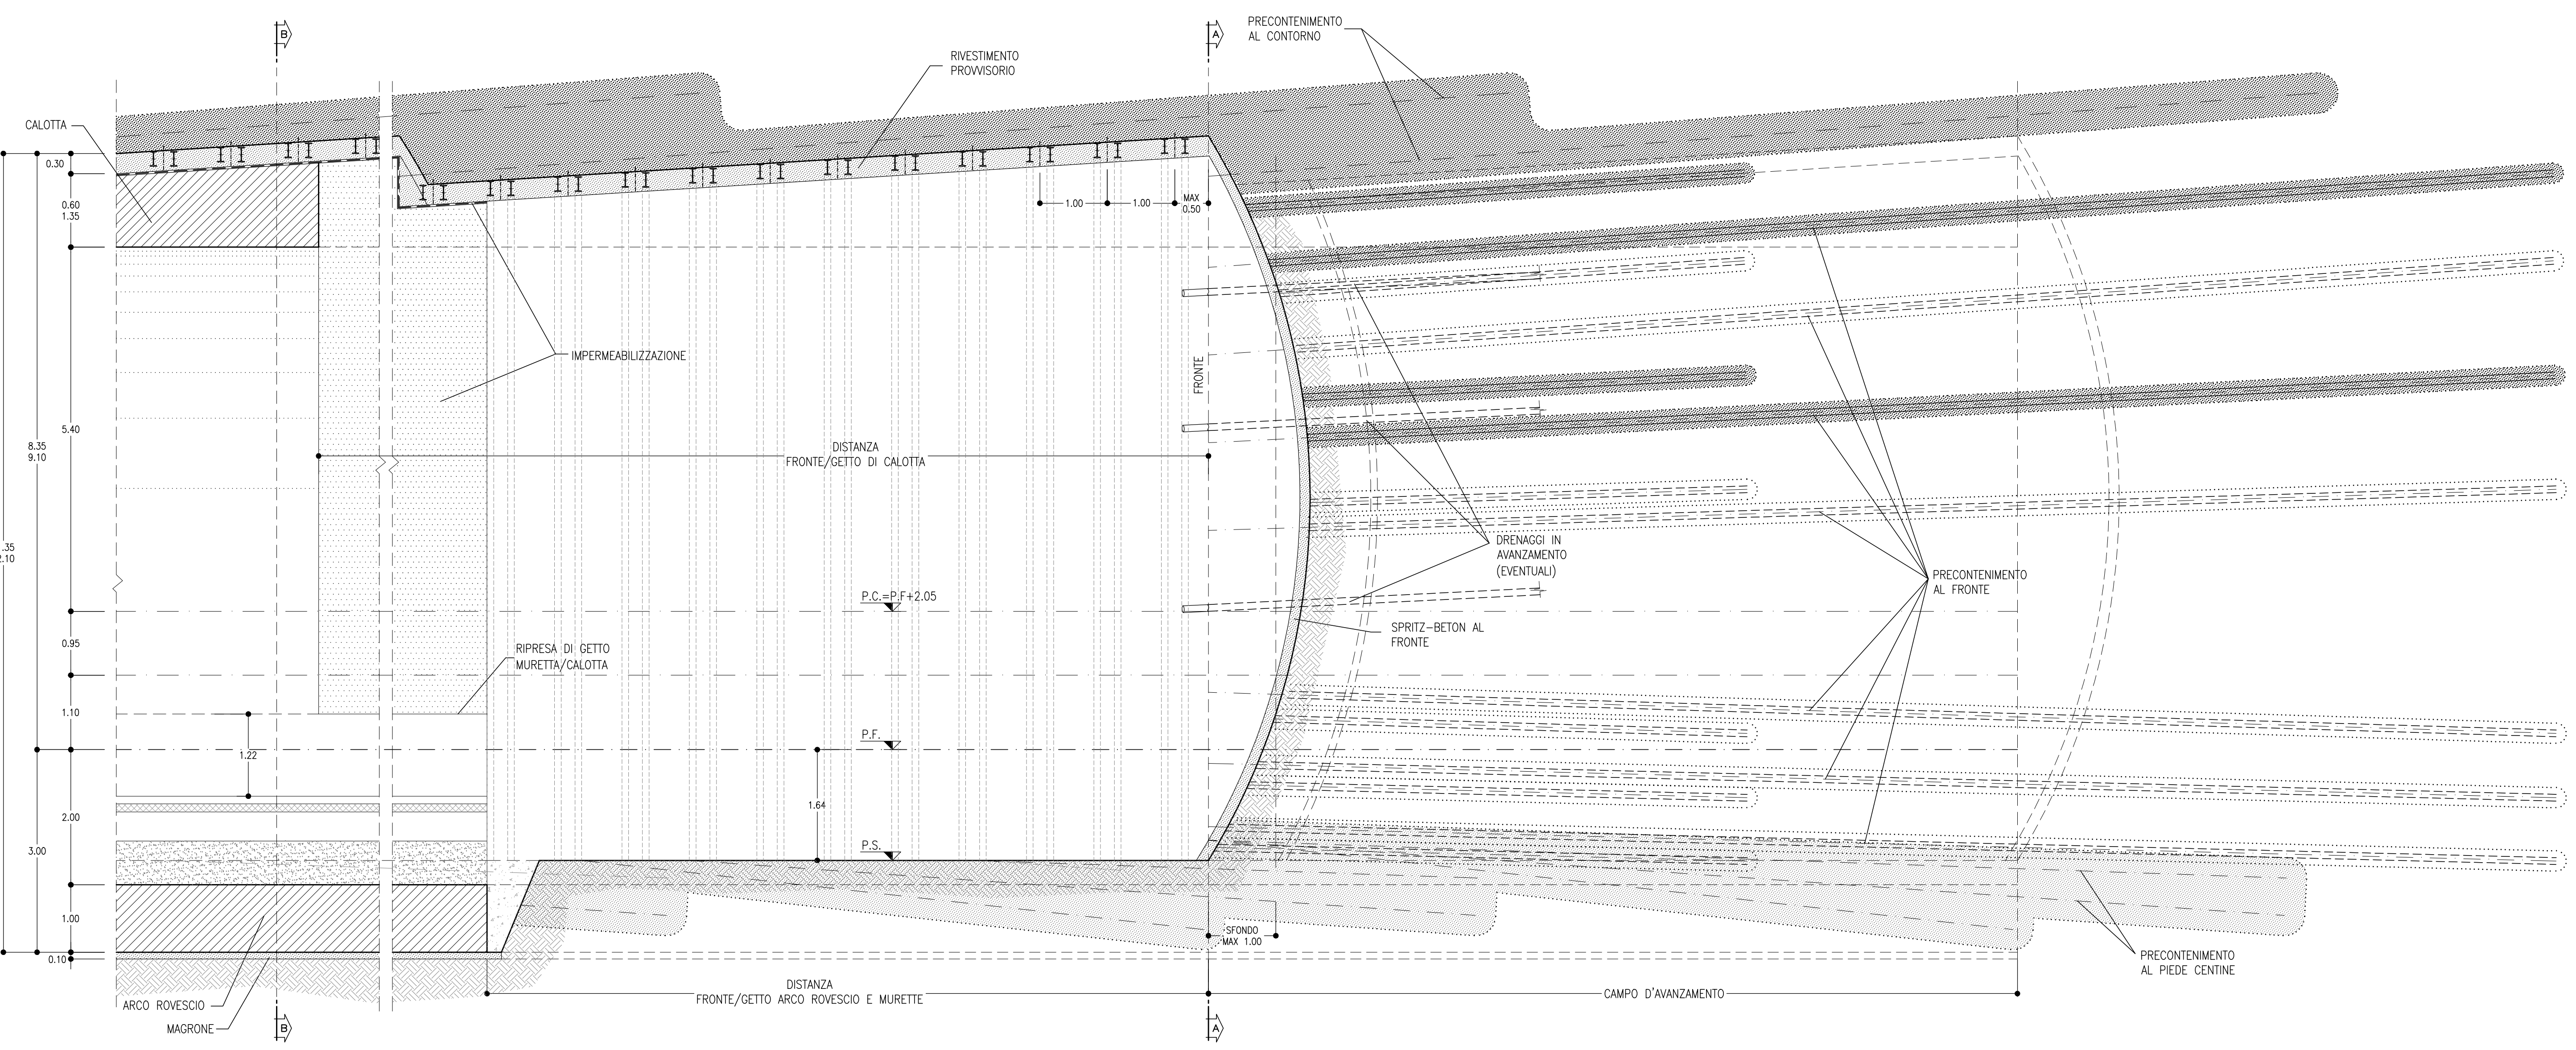 B
A
PRECONTENIMENTO
AL CONTORNO
RIVESTIMENTO
PROVVISORIO
CALOTTA
0.30
0.60
1.35
1.00
1.00
MAX
0.50
IMPERMEABILIZZAZIONE
FRONTE
5.40
8.35
9.10
DISTANZA
FRONTE/GETTO DI CALOTTA
.35
2.10
DRENAGGI IN
AVANZAMENTO
(EVENTUALI)
PRECONTENIMENTO
AL FRONTE
P.C.=P.F+2.05
SPRITZ-BETON AL
FRONTE
0.95
RIPRESA DI GETTO
MURETTA/CALOTTA
1.10
P.F.
1.22
1.64
2.00
P.S.
3.00
1.00
SFONDO
MAX 1.00
0.10
PRECONTENIMENTO
AL PIEDE CENTINE
DISTANZA
FRONTE/GETTO ARCO ROVESCIO E MURETTE
CAMPO D'AVANZAMENTO
ARCO ROVESCIO
MAGRONE
B
A